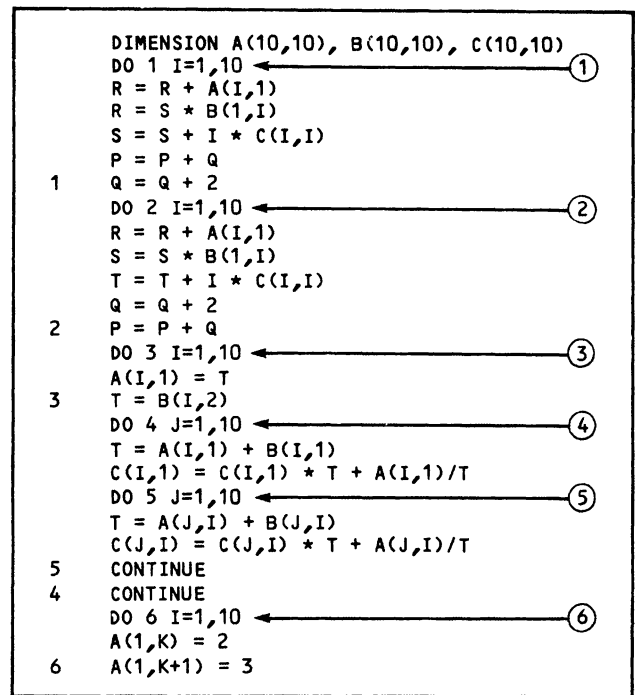 DIMENSION A(10,10), B(10,10), C(10,10)
      DO 1 I=1,10 ①
      R = R + A(I,1)
      R = S * B(1,I)
      S = S + I * C(I,I)
      P = P + Q
1     Q = Q + 2
      DO 2 I=1,10 ②
      R = R + A(I,1)
      S = S * B(1,I)
      T = T + I * C(I,I)
      Q = Q + 2
2     P = P + Q
      DO 3 I=1,10 ③
      A(I,1) = T
3     T = B(I,2)
      DO 4 J=1,10 ④
      T = A(I,1) + B(I,1)
      C(I,1) = C(I,1) * T + A(I,1)/T
      DO 5 J=1,10 ⑤
      T = A(J,I) + B(J,I)
      C(J,I) = C(J,I) * T + A(J,I)/T
5     CONTINUE
4     CONTINUE
      DO 6 I=1,10 ⑥
      A(1,K) = 2
6     A(1,K+1) = 3